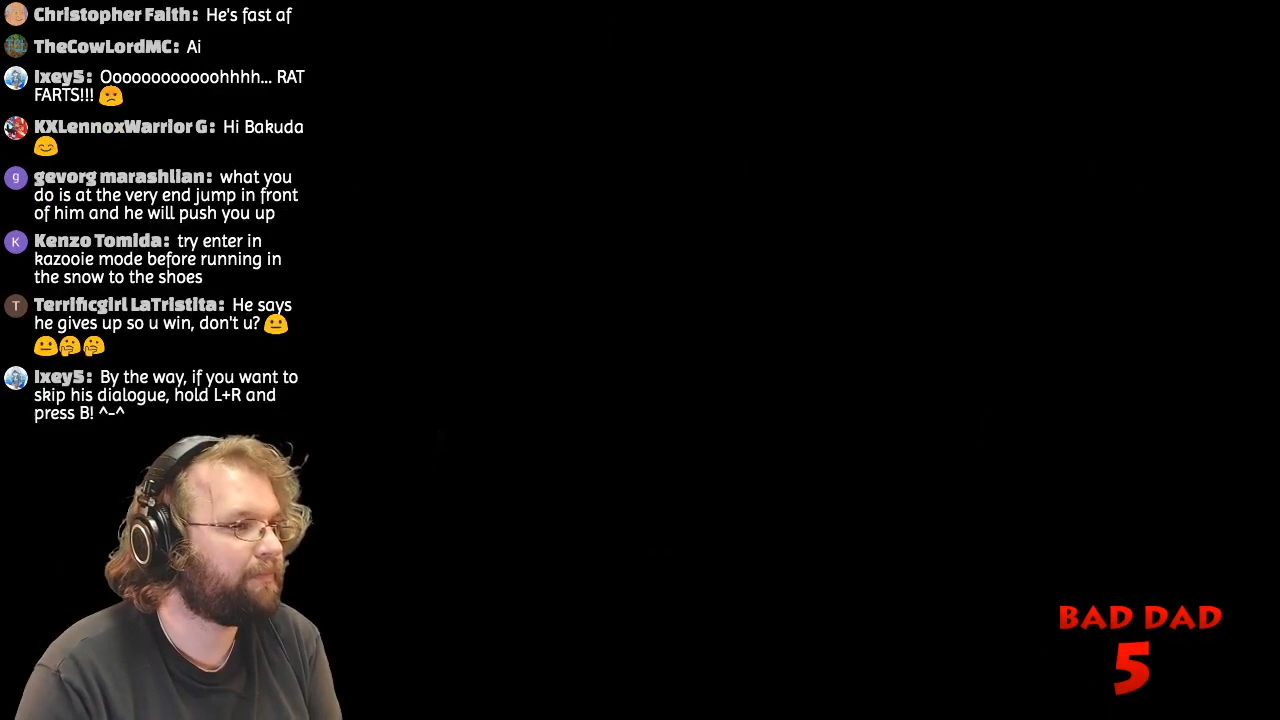 Christopher Faith: He's fast af
TheCowLordMC: Ai
Ixey5: Ooooooooooohhhh... RAT
FARTS!!!
KXLennoxWarrior G: Hi Bakuda
g
gevorg marashlian: what you
do is at the very end jump in front
of him and he will push you up
K
Kenzo Tomida: try enter in
kazooie mode before running in
the snow to the shoes
T
Terrificgirl LaTristita: He says
he gives up so u win, don't u?
Ixey5: By the way, if you want to
skip his dialogue, hold L+R and
press B! ^-^
BAD DAD
5